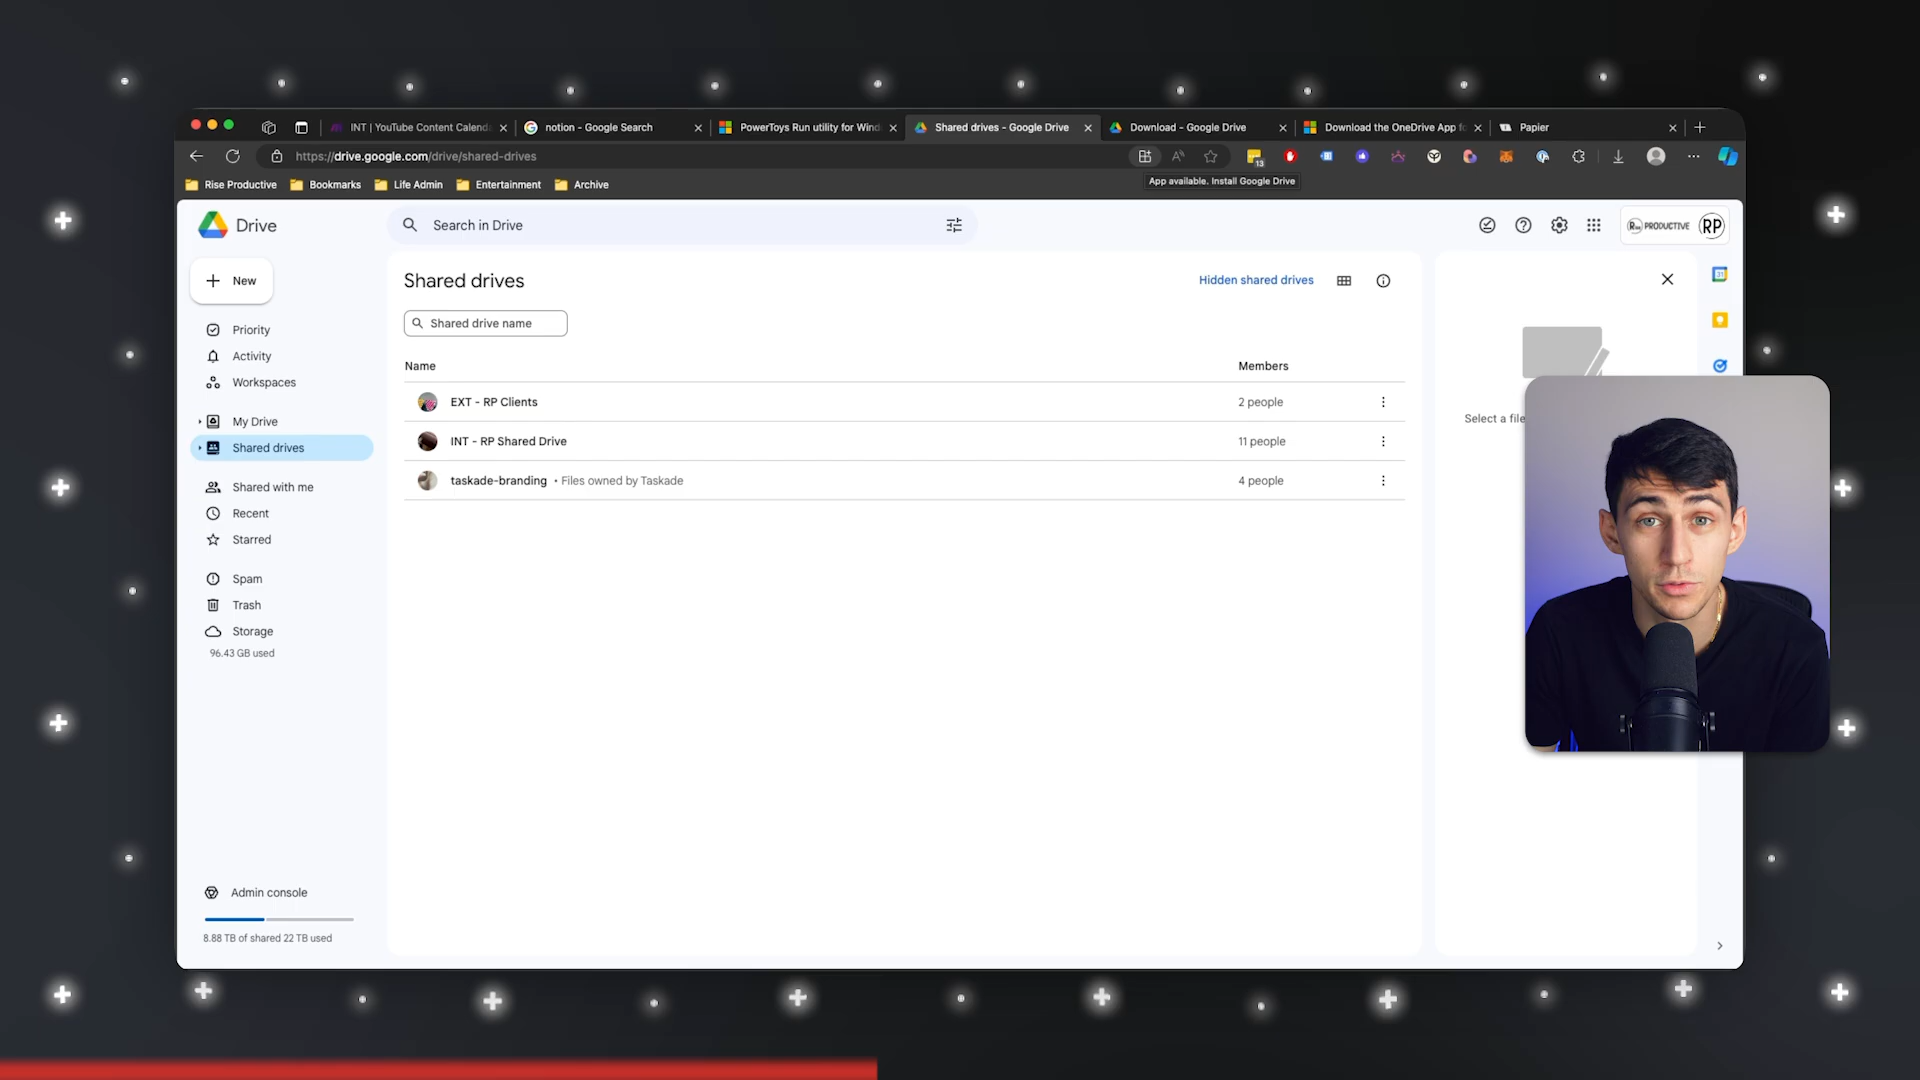 INT | YouTube Content Calenda
notion - Google Search
PowerToys Run utility for Wind
Shared drives - Google Drive
Download - Google Drive
Download the OneDrive App fo
Papier
https://drive.google.com/drive/shared-drives
13
Rise Productive
Bookmarks
Life Admin
Entertainment
Archive
App available. Install Google Drive
Drive
Search in Drive
PRODUCTIVE
RP
New
Shared drives
Hidden shared drives
Shared drive name
Priority
Activity
Workspaces
My Drive
Shared drives
Shared with me
Recent
Starred
Spam
Trash
Storage
96.43 GB used
Name
Members
EXT - RP Clients
2 people
INT - RP Shared Drive
11 people
taskade-branding • Files owned by Taskade
4 people
Select a file
31
Admin console
8.88 TB of shared 22 TB used